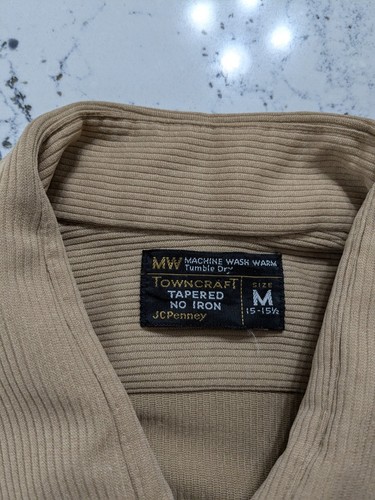 MW MACHINE WASH WARM
Tumble Dry
TOWNCRAFT
TAPERED
NO IRON
JCPenney
SIZE
M
15-15½